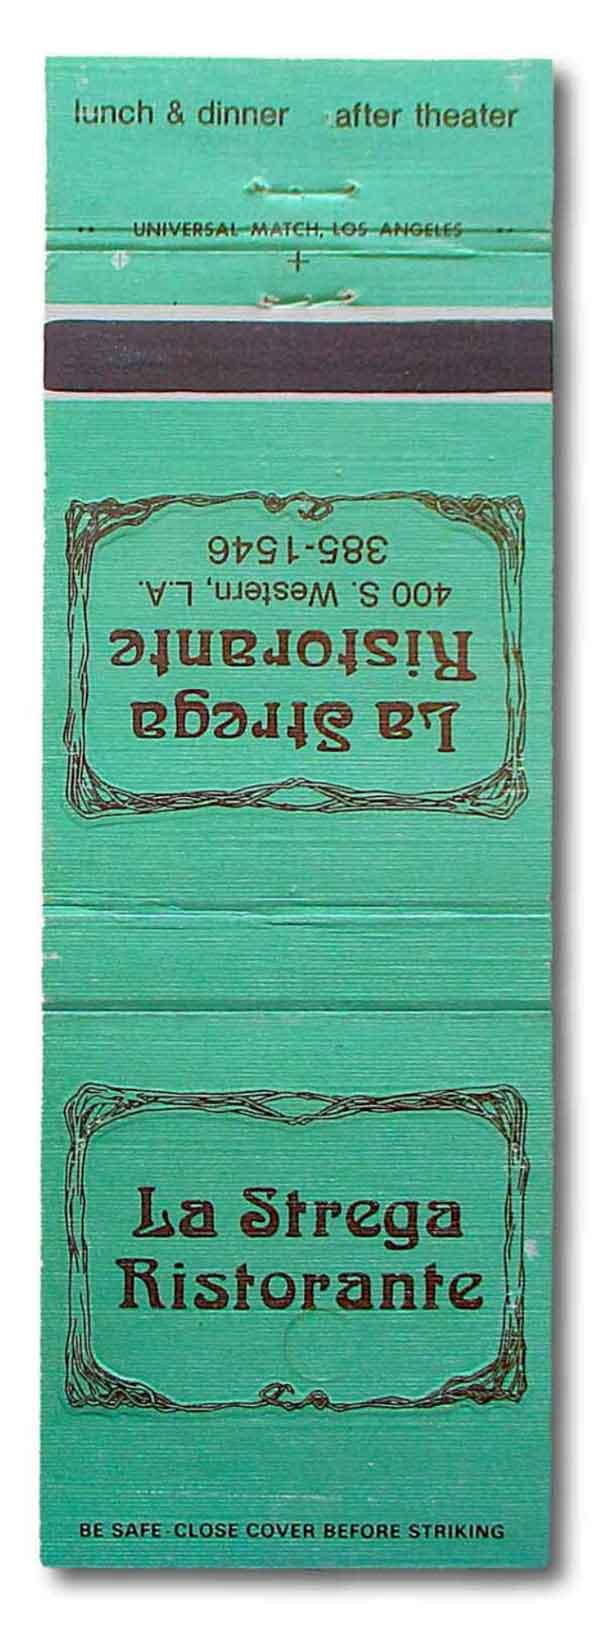 lunch & dinner after theater
UNIVERSAL MATCH, LOS ANGELES
La Strega
Ristorante
400 S. Western, L.A.
385-1546
La Strega
Ristorante
BE SAFE - CLOSE COVER BEFORE STRIKING